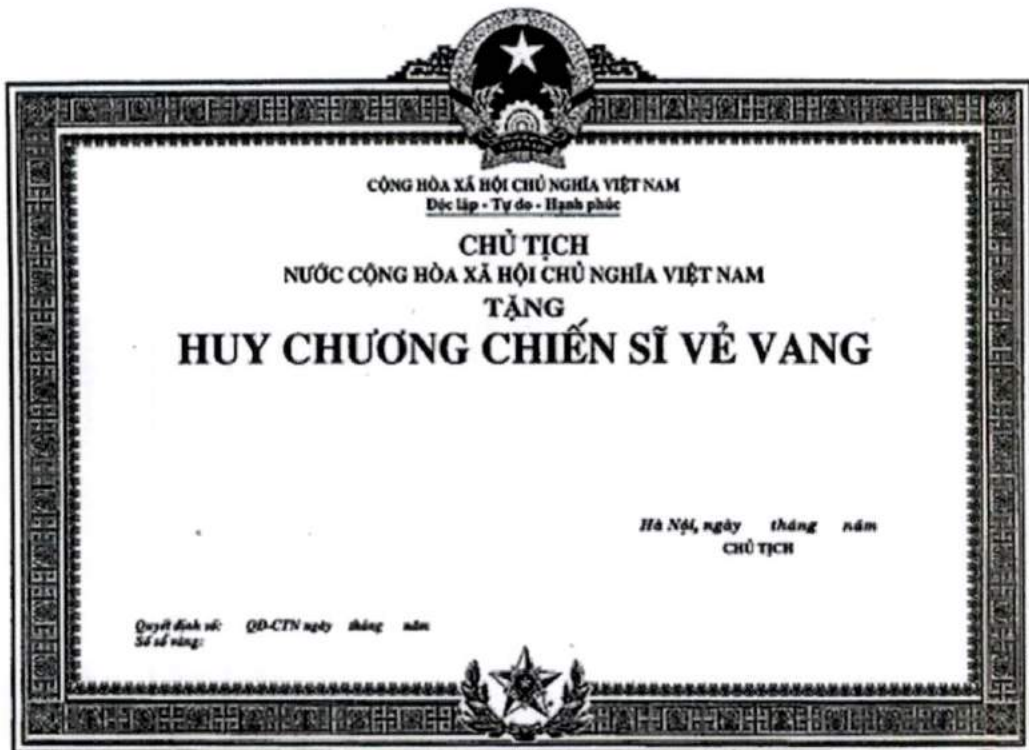 CỘNG HÒA XÃ HỘI CHỦ NGHĨA VIỆT NAM
Độc lập - Tự do - Hạnh phúc
CHỦ TỊCH
NƯỚC CỘNG HÒA XÃ HỘI CHỦ NGHĨA VIỆT NAM
TẶNG
HUY CHƯƠNG CHIẾN SĨ VẺ VANG
Hà Nội, ngày tháng năm
CHỦ TỊCH
Quyết định số: QĐ-CTN ngày tháng năm
Số sổ vàng: